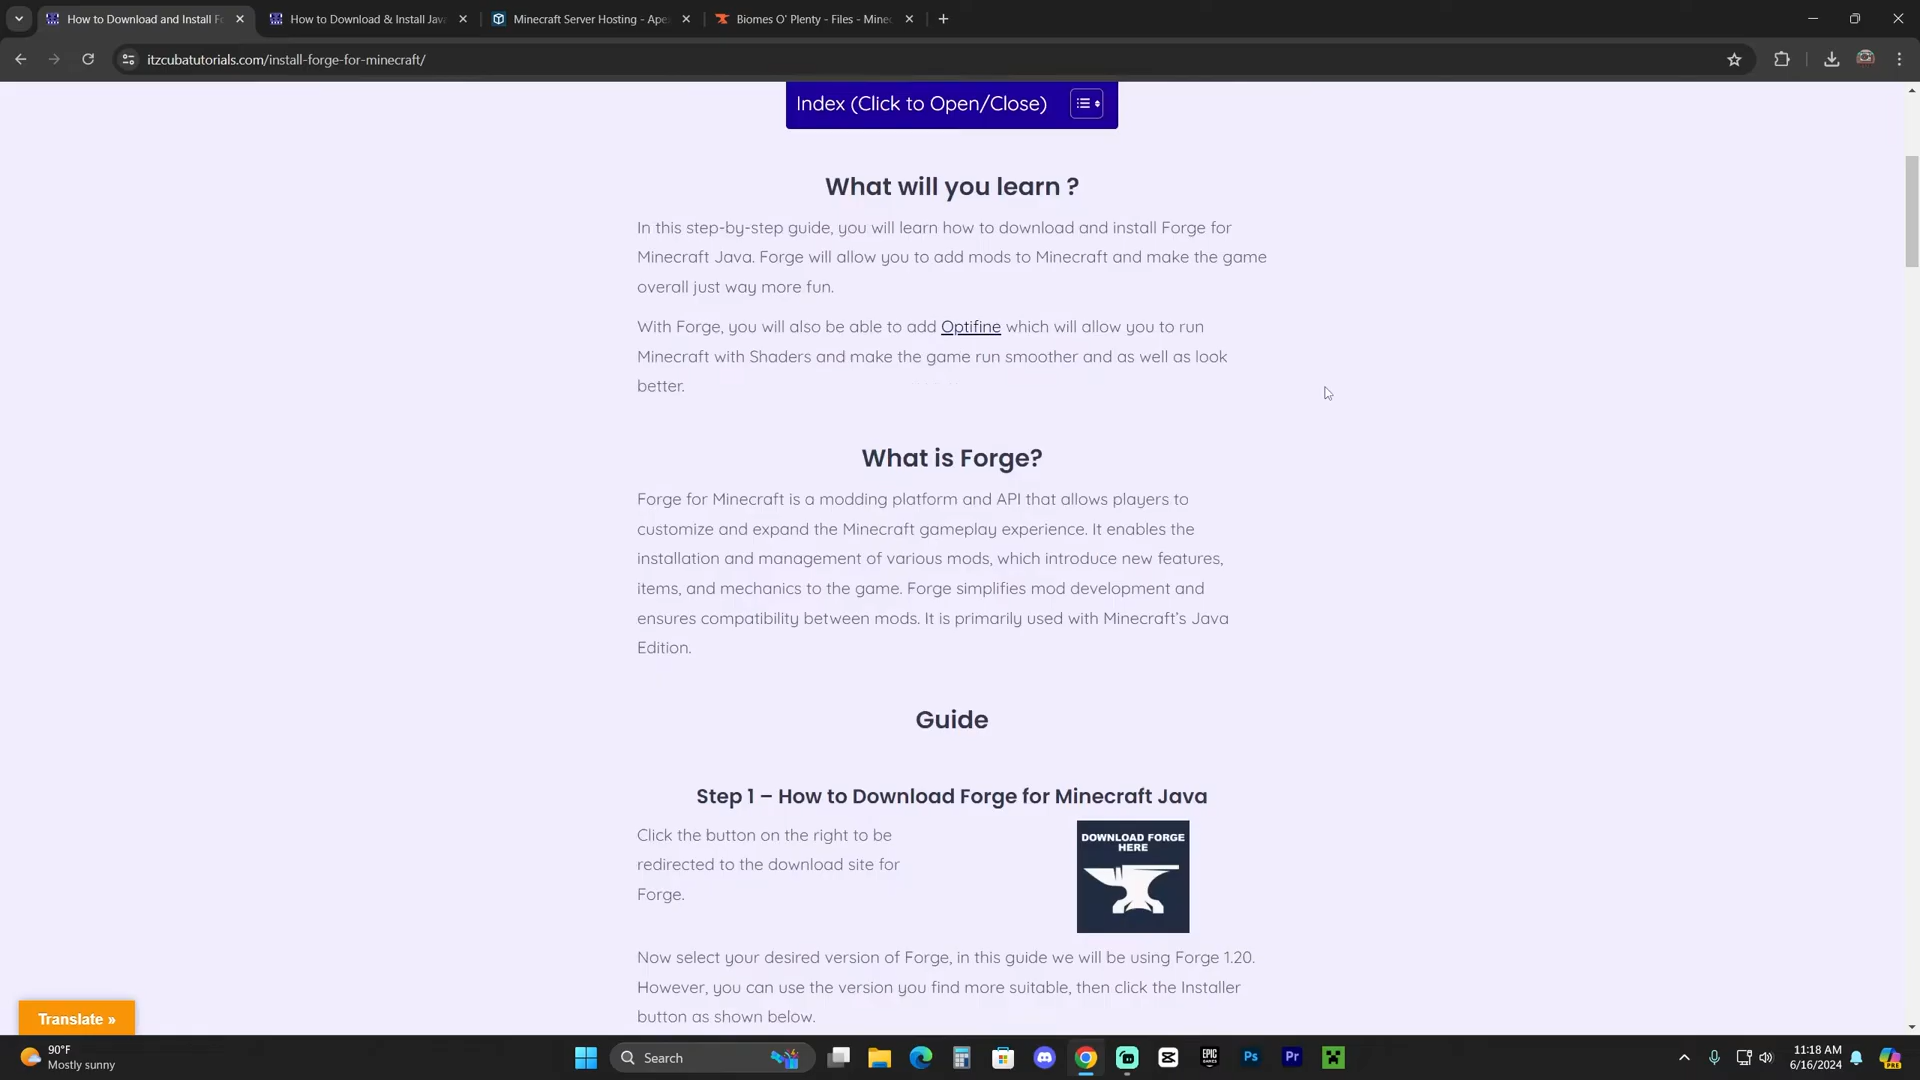 How to Download and Install F
How to Download & Install Jav
Minecraft Server Hosting - Apex
Biomes O' Plenty - Files - Minec
itzcubatutorials.com/install-forge-for-minecraft/
Index (Click to Open/Close)
What will you learn ?
In this step-by-step guide, you will learn how to download and install Forge for
Minecraft Java. Forge will allow you to add mods to Minecraft and make the game
overall just way more fun.
With Forge, you will also be able to add Optifine which will allow you to run
Minecraft with Shaders and make the game run smoother and as well as look
better.
What is Forge?
Forge for Minecraft is a modding platform and API that allows players to
customize and expand the Minecraft gameplay experience. It enables the
installation and management of various mods, which introduce new features,
items, and mechanics to the game. Forge simplifies mod development and
ensures compatibility between mods. It is primarily used with Minecraft's Java
Edition.
Guide
Step 1 – How to Download Forge for Minecraft Java
Click the button on the right to be
redirected to the download site for
Forge.
DOWNLOAD FORGE
HERE
Now select your desired version of Forge, in this guide we will be using Forge 1.20.
However, you can use the version you find more suitable, then click the Installer
button as shown below.
Translate »
90°F
Mostly sunny
Search
EPIC
GAMES
Ps
Pr
11:18 AM
6/16/2024
PRE